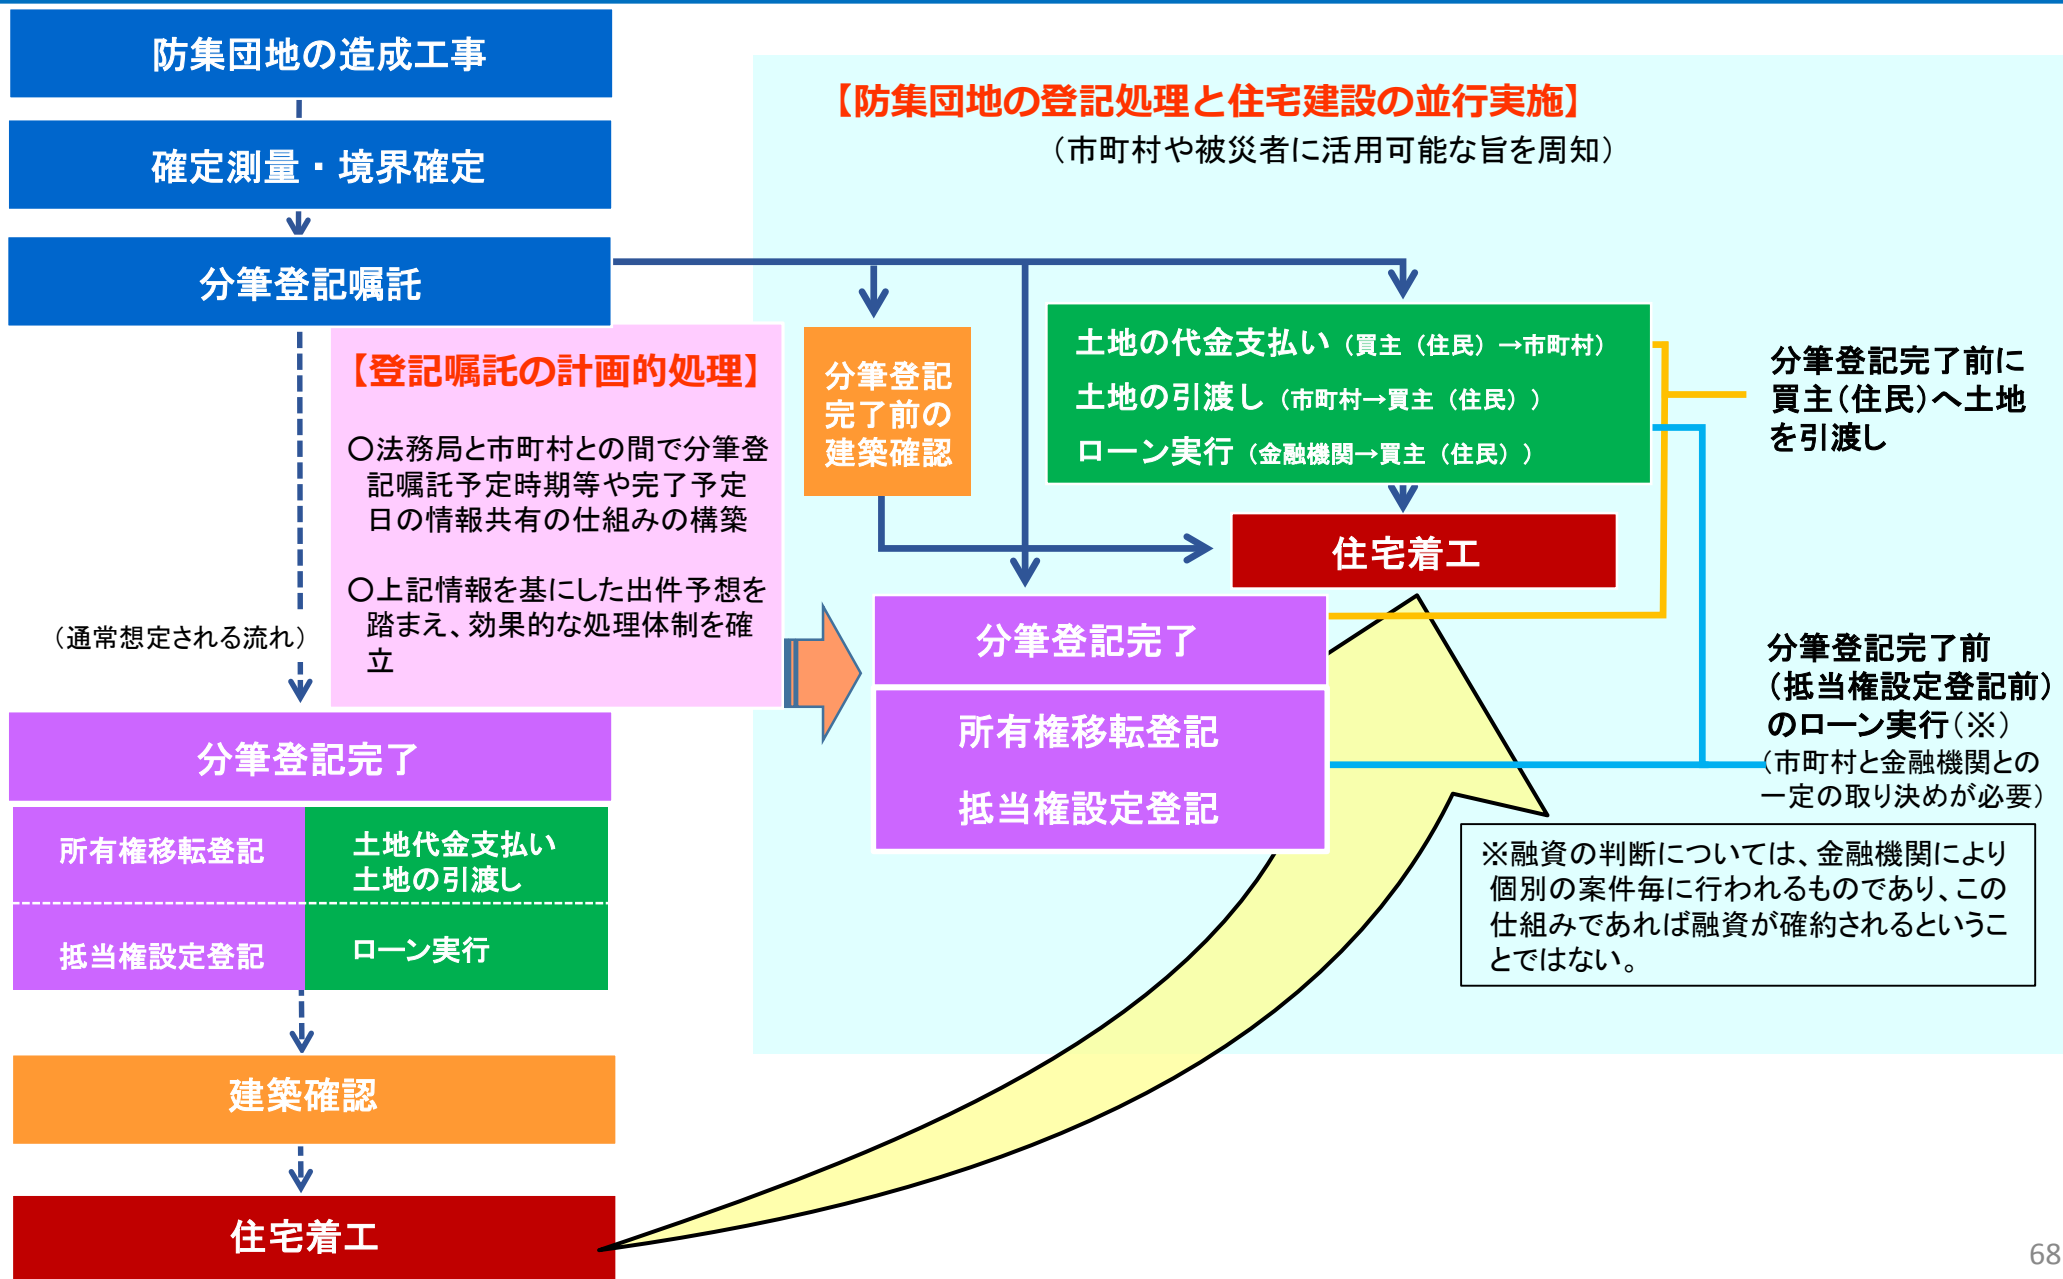 防集団地の造成工事
確定測量・境界確定
分筆登記嘱託
（通常想定される流れ）
分筆登記完了
所有権移転登記
抵当権設定登記
土地代金支払い
土地の引渡し
ローン実行
建築確認
住宅着工
【登記嘱託の計画的処理】
○法務局と市町村との間で分筆登
記嘱託予定時期等や完了予定
日の情報共有の仕組みの構築
○上記情報を基にした出件予想を
踏まえ、効果的な処理体制を確
立
【防集団地の登記処理と住宅建設の並行実施】
（市町村や被災者に活用可能な旨を周知）
分筆登記
完了前の
建築確認
土地の代金支払い（買主（住民）→市町村）
土地の引渡し（市町村→買主（住民））
ローン実行（金融機関→買主（住民））
住宅着工
分筆登記完了
所有権移転登記
抵当権設定登記
分筆登記完了前に
買主（住民）へ土地
を引渡し
分筆登記完了前
（抵当権設定登記前）
のローン実行（※）
（市町村と金融機関との
一定の取り決めが必要）
※融資の判断については、金融機関により
個別の案件毎に行われるものであり、この
仕組みであれば融資が確約されるというこ
とではない。
68